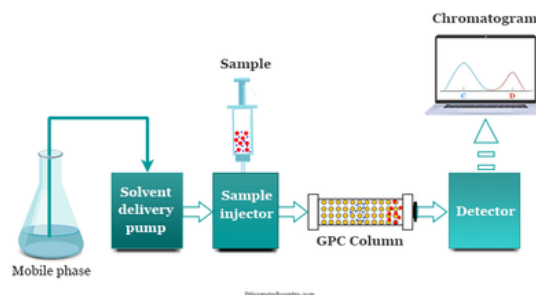 Chromatogram
C
D
Sample
Solvent
delivery
pump
Sample
injector
GPC Column
Detector
Mobile phase